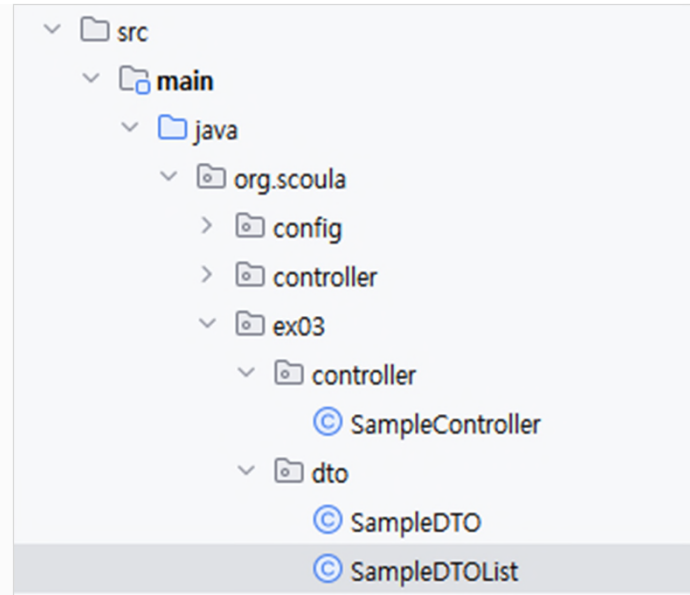 src
main
java
org.scoula
config
controller
ex03
controller
SampleController
dto
SampleDTO
SampleDTOList